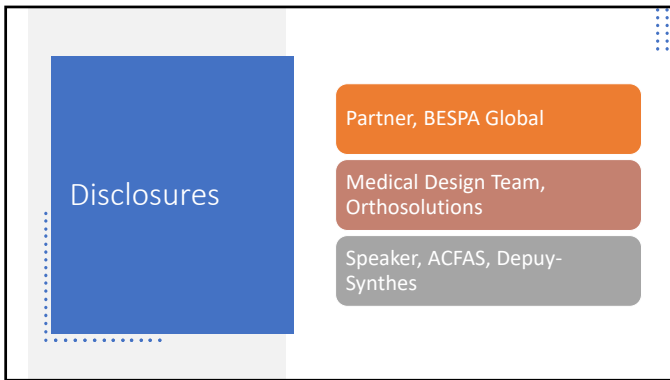 Disclosures
Partner, BESPA Global
Medical Design Team,
Orthosolutions
Speaker, ACFAS, Depuy-
Synthes